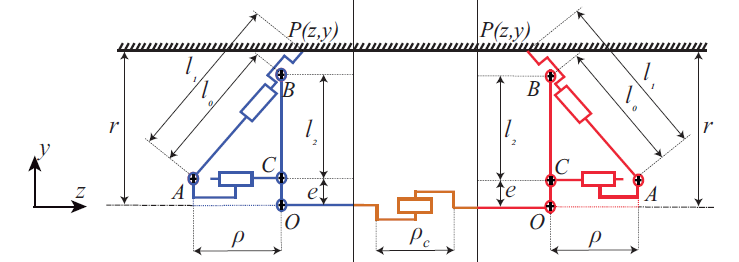 P(z,y) P(z,y)
l₁ l₁
l₀ B B l₀
r l₂ l₂ r
y C C
z A e e A
O O
ρ ρc ρ